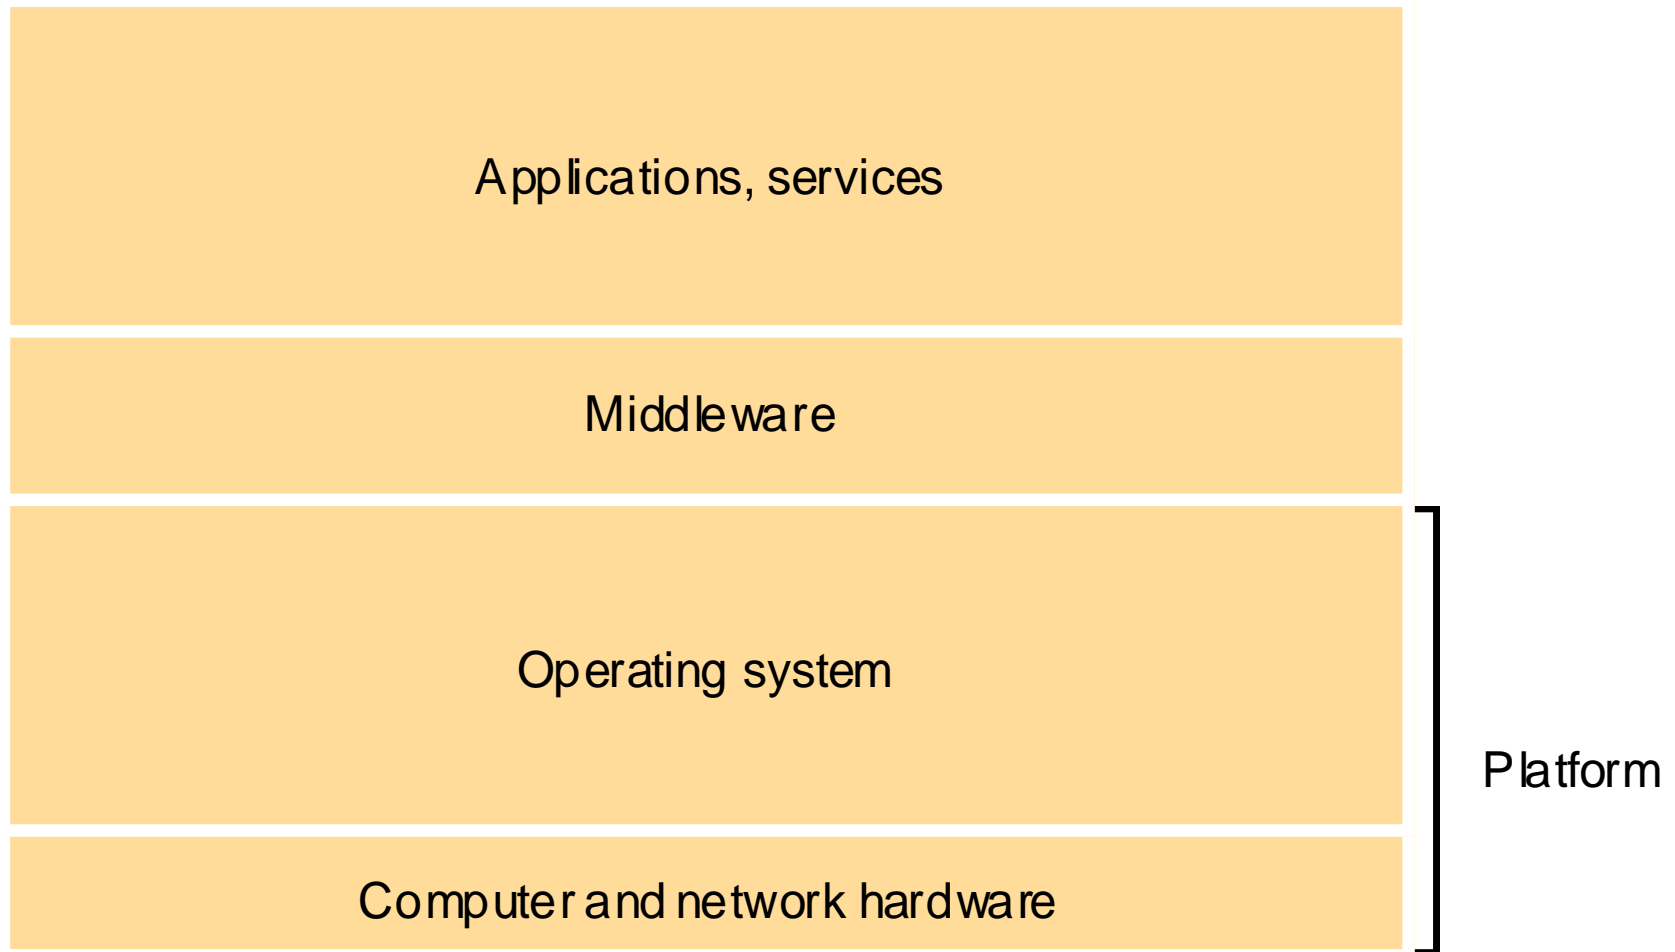 Applications, services
Middleware
Operating system
Platform
Computer and network hardware